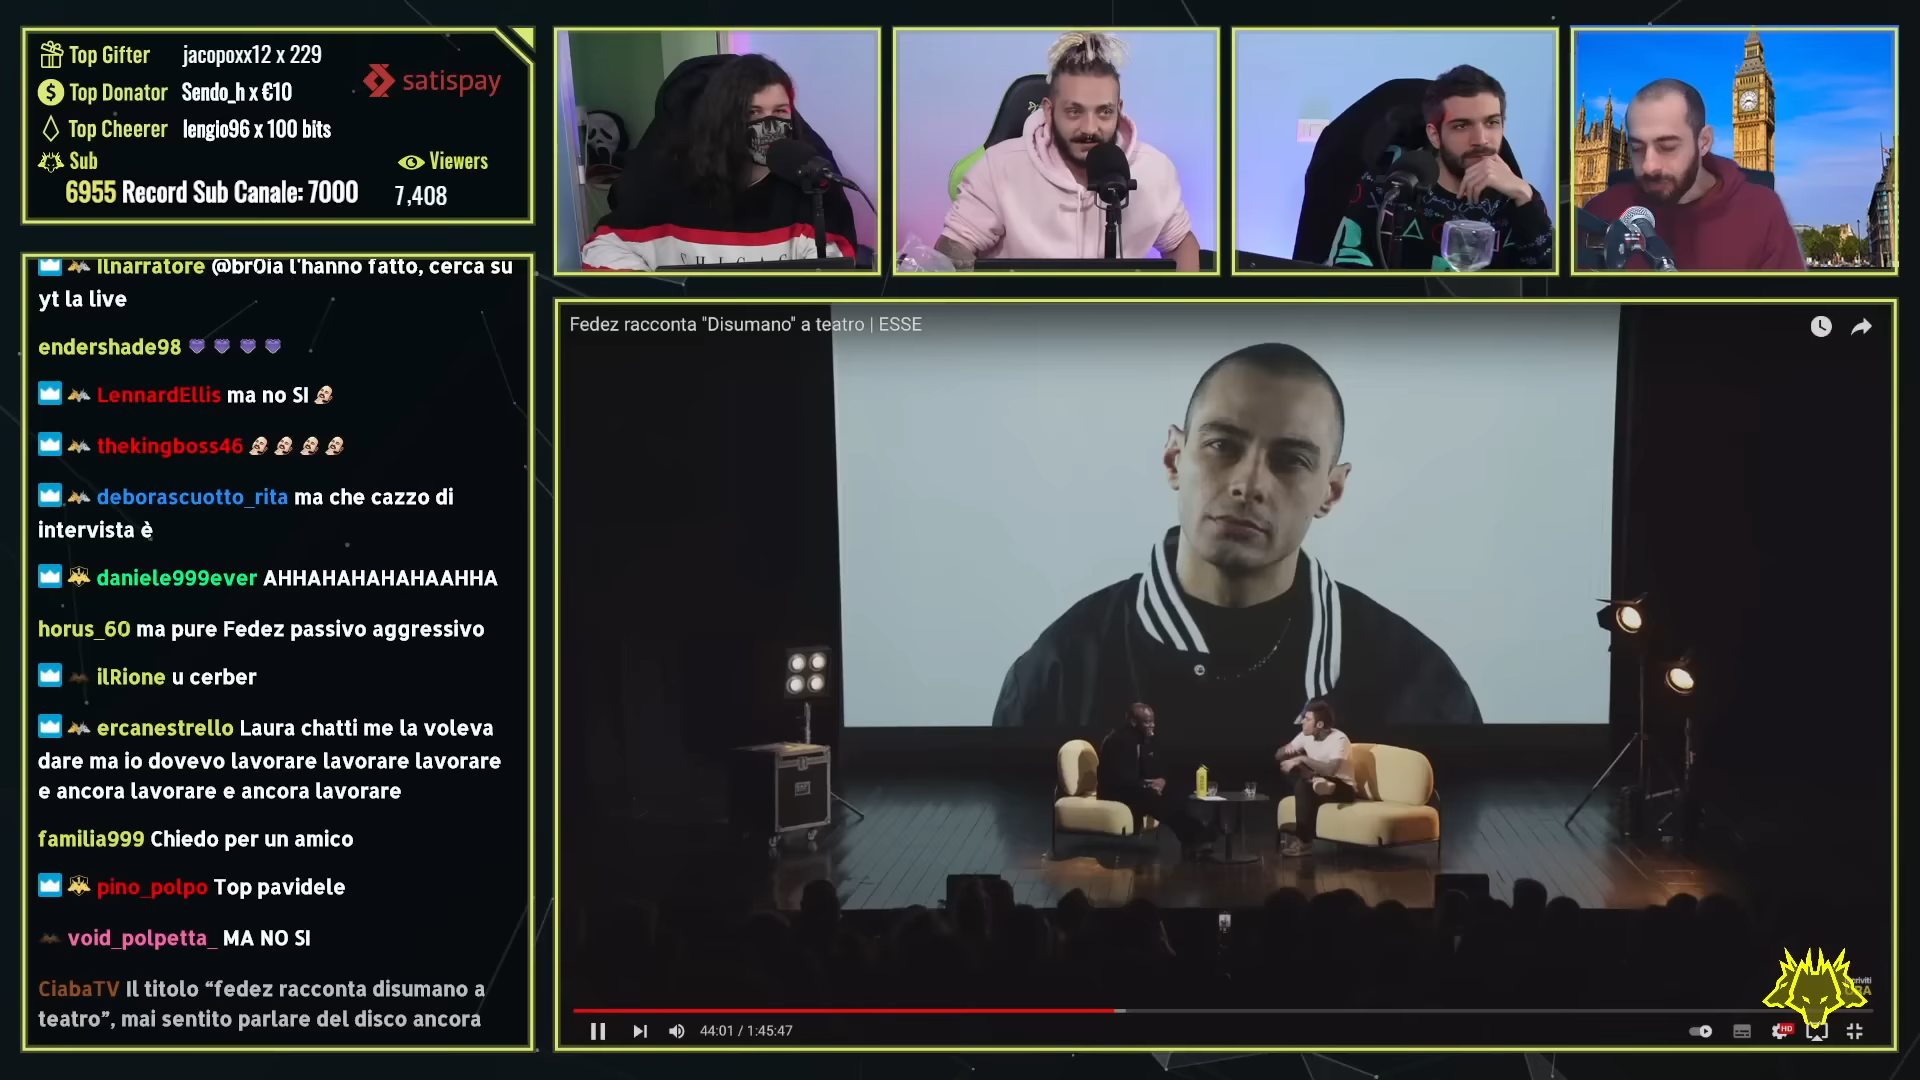 Top Gifter jacopoxx12 x 229
Top Donator Sendo_h x €10
satispay
Top Cheerer lengio96 x 100 bits
Sub
Viewers
6955 Record Sub Canale: 7000
7,408
Ilnarratore @br0ia l'hanno fatto, cerca su
yt la live
endershade98
LennardEllis ma no SI
thekingboss46
deborascuotto_rita ma che cazzo di
intervista è
daniele999ever AHHAHAHAHAHAAHHA
horus_60 ma pure Fedez passivo aggressivo
ilRione u cerber
ercanestrello Laura chatti me la voleva
dare ma io dovevo lavorare lavorare lavorare
e ancora lavorare e ancora lavorare
familia999 Chiedo per un amico
pino_polpo Top pavidele
void_polpetta_ MA NO SI
CiabaTV Il titolo “fedez racconta disumano a
teatro”, mai sentito parlare del disco ancora
Fedez racconta "Disumano" a teatro | ESSE
44:01 / 1:45:47
HD